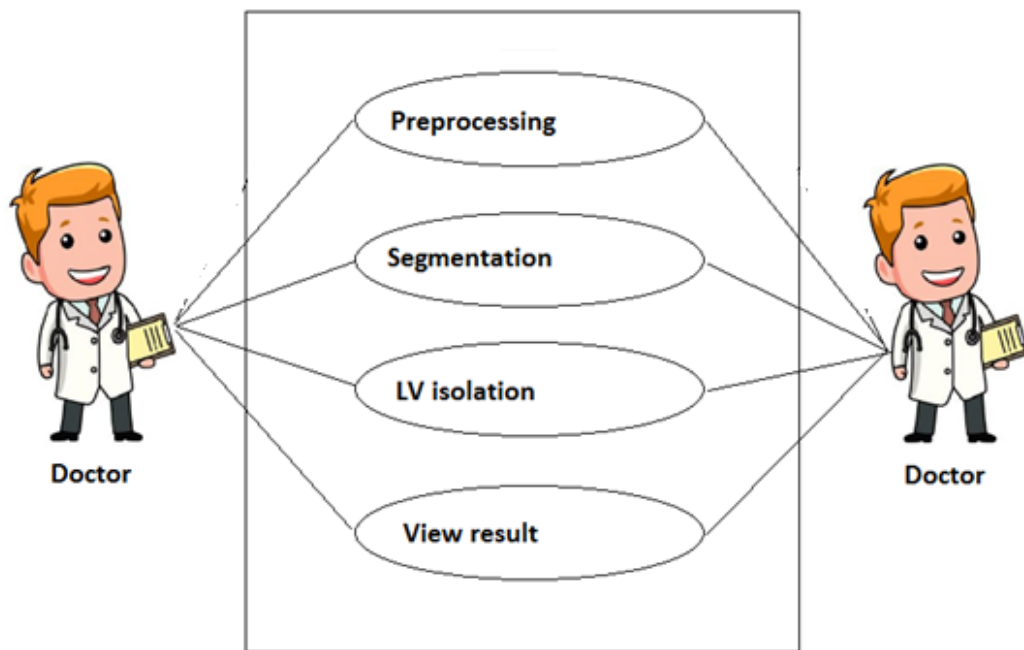 Preprocessing
Segmentation
LV isolation
View result
Doctor
Doctor